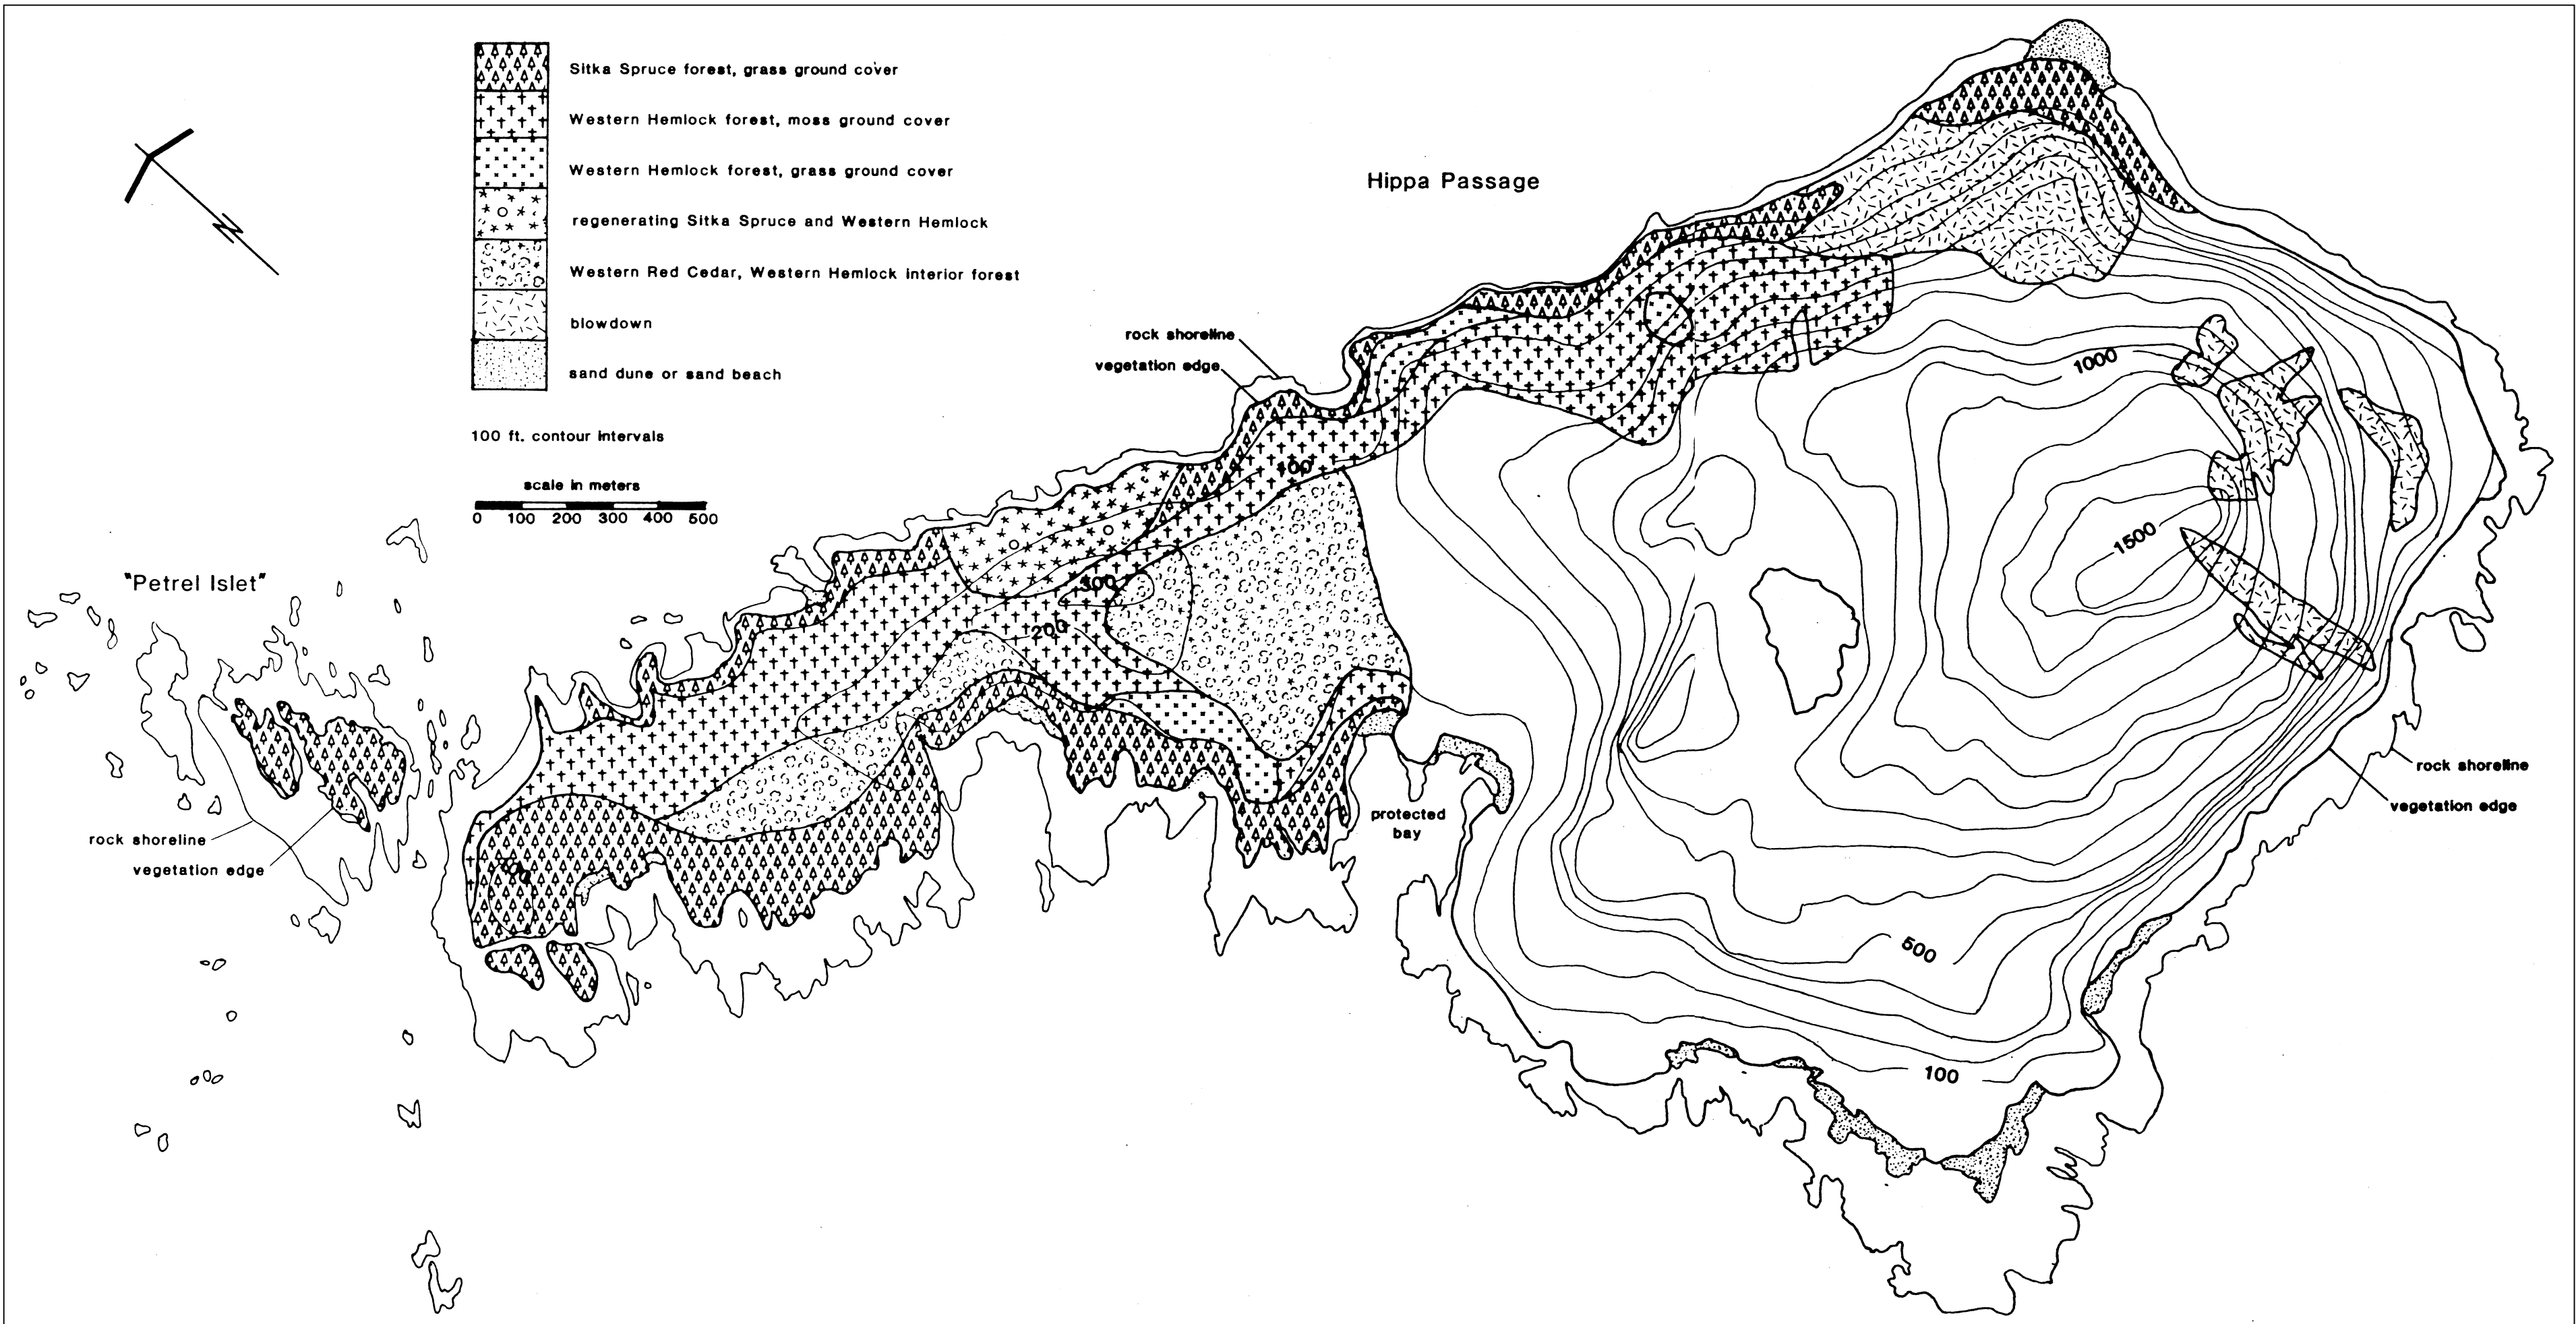 Sitka Spruce forest, grass ground cover
Western Hemlock forest, moss ground cover
Western Hemlock forest, grass ground cover
regenerating Sitka Spruce and Western Hemlock
Western Red Cedar, Western Hemlock interior forest
blowdown
sand dune or sand beach
100 ft. contour intervals
scale in meters
0 100 200 300 400 500
N
Hippa Passage
rock shoreline
vegetation edge
"Petrel Islet"
rock shoreline
vegetation edge
1000
1500
100
300
200
protected
bay
rock shoreline
vegetation edge
500
100